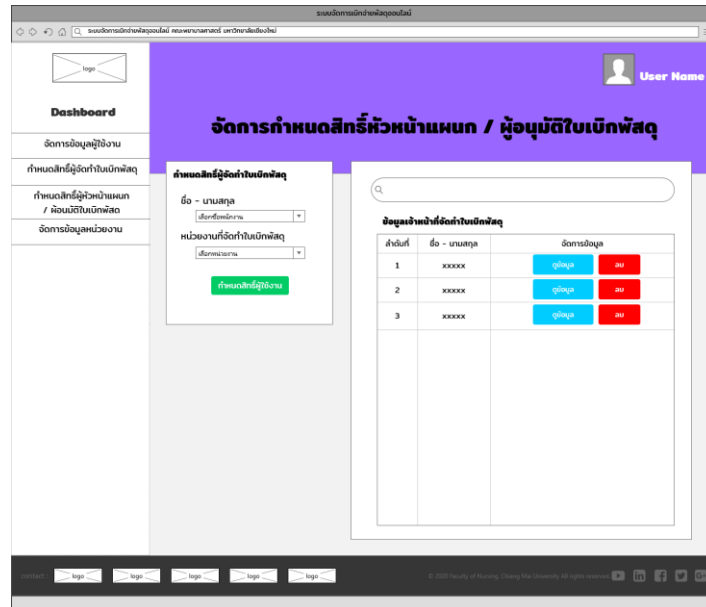 ระบบจัดการเบิกจ่ายพัสดุออนไลน์
ระบบจัดการเบิกจ่ายพัสดุออนไลน์ คณะพยาบาลศาสตร์ มหาวิทยาลัยเชียงใหม่
logo
User Name
Dashboard
จัดการกำหนดสิทธิ์หัวหน้าแผนก / ผู้อนุมัติใบเบิกพัสดุ
จัดการข้อมูลผู้ใช้งาน
กำหนดสิทธิ์ผู้จัดทำใบเบิกพัสดุ
กำหนดสิทธิ์ผู้หัวหน้าแผนก
/ ผู้อนุมัติใบเบิกพัสดุ
จัดการข้อมูลหน่วยงาน
กำหนดสิทธิ์ผู้จัดทำใบเบิกพัสดุ
ชื่อ - นามสกุล
เลือกชื่อพนักงาน
หน่วยงานที่จัดทำใบเบิกพัสดุ
เลือกหน่วยงาน
กำหนดสิทธิ์ผู้ใช้งาน
ข้อมูลเจ้าหน้าที่จัดทำใบเบิกพัสดุ
ลำดับที่ ชื่อ - นามสกุล จัดการข้อมูล
1 xxxxx ดูข้อมูล ลบ
2 xxxxx ดูข้อมูล ลบ
3 xxxxx ดูข้อมูล ลบ
contact : logo logo logo logo logo © 2020 Faculty of Nursing, Chiang Mai University All rights reserved